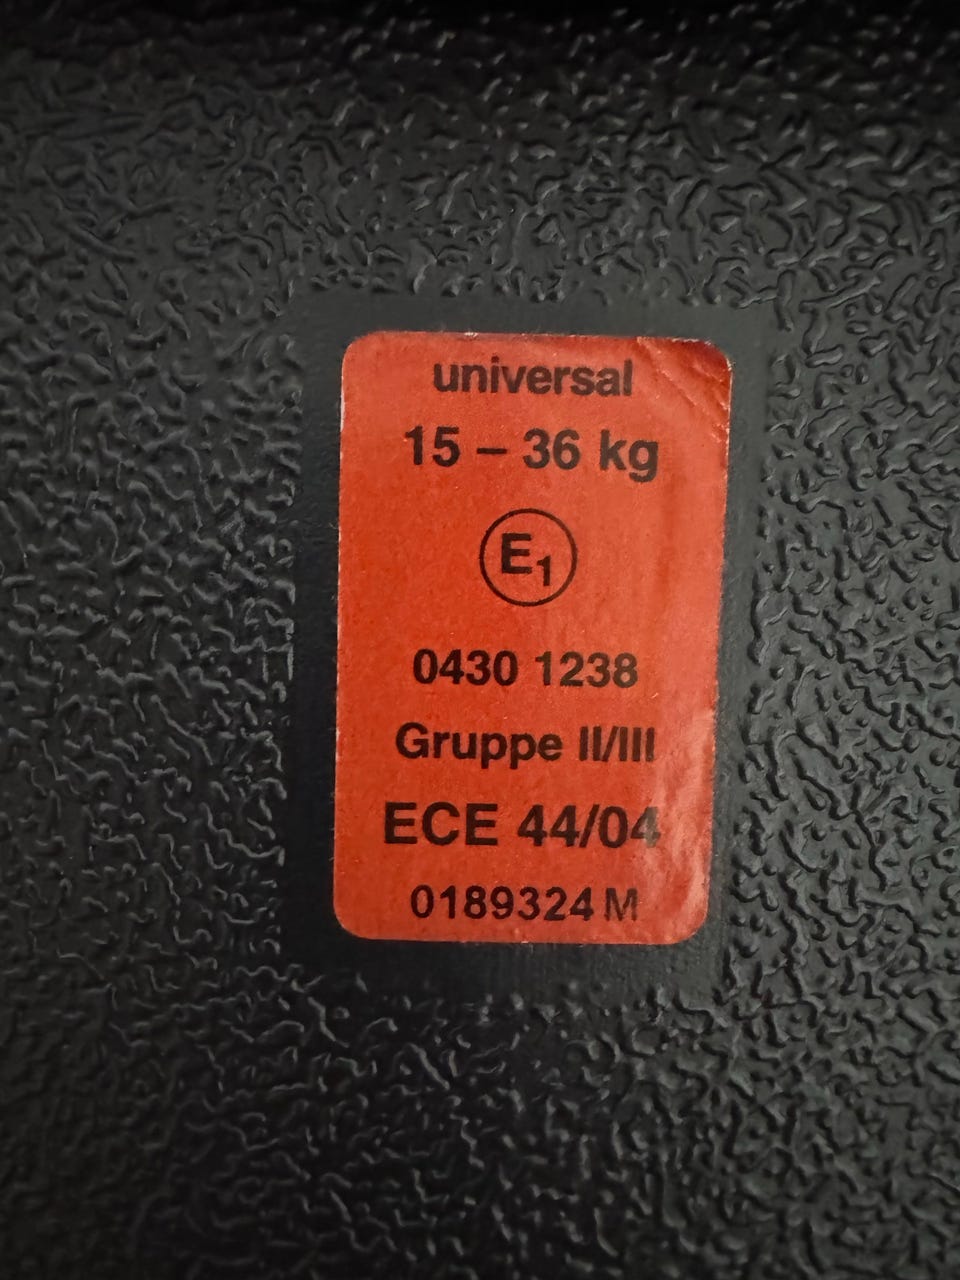 universal
15 – 36 kg
E1
0430 1238
Gruppe II/III
ECE 44/04
0189324 M